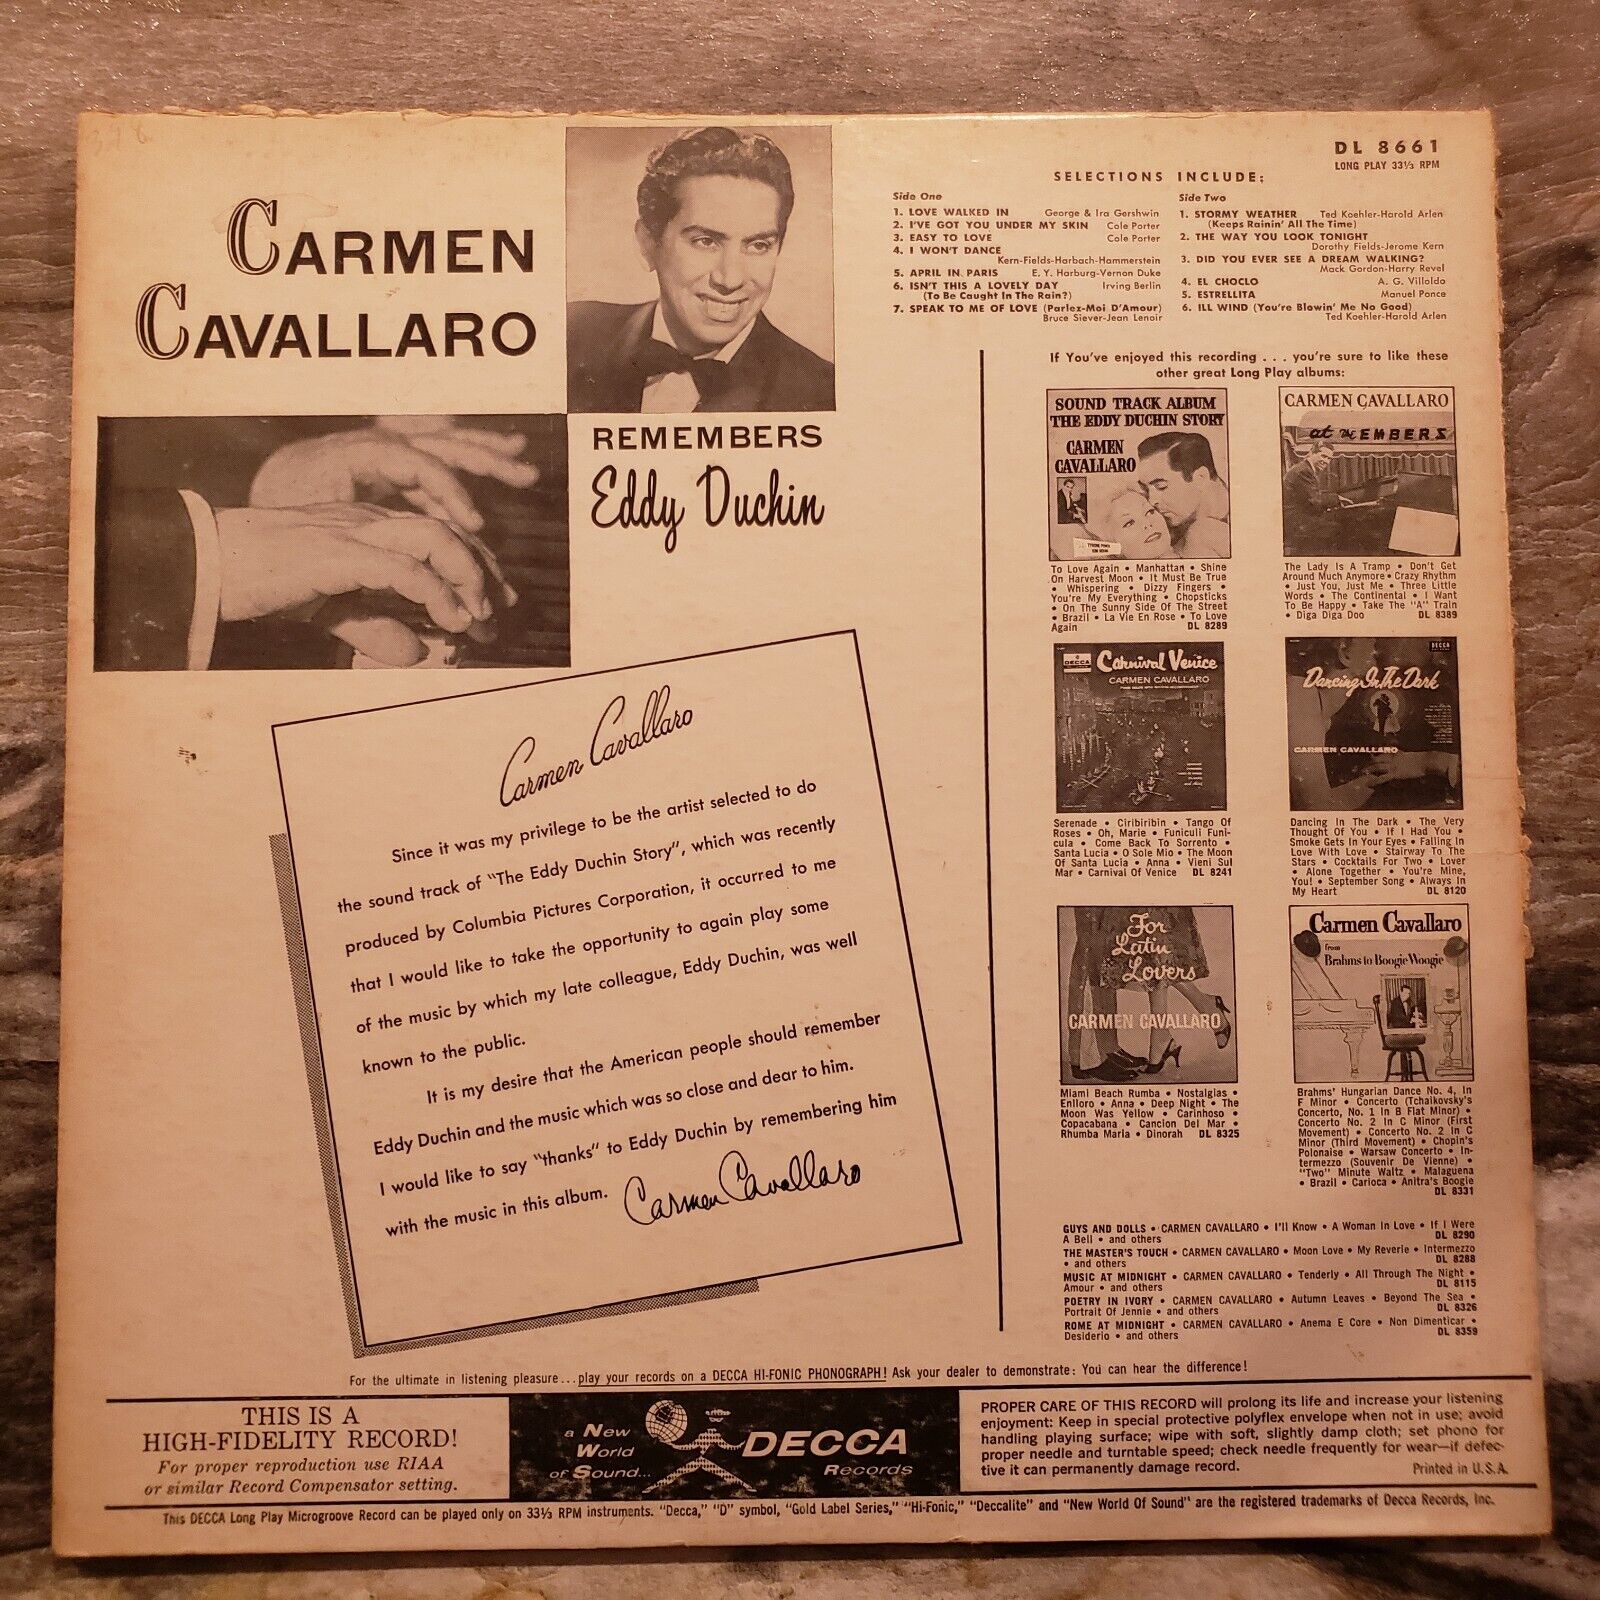 378
CARMEN
CAVALLARO
REMEMBERS
Eddy Duchin
DL 8661
LONG PLAY 33⅓ RPM
SELECTIONS INCLUDE:
Side One
1. LOVE WALKED IN George & Ira Gershwin
2. I'VE GOT YOU UNDER MY SKIN Cole Porter
3. EASY TO LOVE Cole Porter
4. I WON'T DANCE
Kern-Fields-Harbach-Hammerstein
5. APRIL IN PARIS E. Y. Harburg-Vernon Duke
6. ISN'T THIS A LOVELY DAY Irving Berlin
(To Be Caught In The Rain?)
7. SPEAK TO ME OF LOVE (Parlez-Moi D'Amour)
Bruce Siever-Jean Lenoir
Side Two
1. STORMY WEATHER Ted Koehler-Harold Arlen
(Keeps Rainin' All The Time)
2. THE WAY YOU LOOK TONIGHT
Dorothy Fields-Jerome Kern
3. DID YOU EVER SEE A DREAM WALKING?
Mack Gordon-Harry Revel
4. EL CHOCLO A. G. Villoldo
5. ESTRELLITA Manuel Ponce
6. ILL WIND (You're Blowin' Me No Good)
Ted Koehler-Harold Arlen
Carmen Cavallaro
Since it was my privilege to be the artist selected to do
the sound track of "The Eddy Duchin Story", which was recently
produced by Columbia Pictures Corporation, it occurred to me
that I would like to take the opportunity to again play some
of the music by which my late colleague, Eddy Duchin, was well
known to the public.
It is my desire that the American people should remember
Eddy Duchin and the music which was so close and dear to him.
I would like to say "thanks" to Eddy Duchin by remembering him
with the music in this album.
Carmen Cavallaro
If You've enjoyed this recording . . . you're sure to like these
other great Long Play albums:
SOUND TRACK ALBUM
THE EDDY DUCHIN STORY
CARMEN
CAVALLARO
TYRONE POWER
KIM NOVAK
To Love Again • Manhattan • Shine
On Harvest Moon • It Must Be True
• Whispering • Dizzy Fingers •
You're My Everything • Chopsticks
• On The Sunny Side Of The Street
• Brazil • La Vie En Rose • To Love
Again DL 8289
CARMEN CAVALLARO
at the EMBERS
The Lady Is A Tramp • Don't Get
Around Much Anymore • Crazy Rhythm
• Just You, Just Me • Three Little
Words • The Continental • I Want
To Be Happy • Take The "A" Train
• Diga Diga Doo DL 8389
DECCA
Carnival Venice
CARMEN CAVALLARO
Serenade • Ciribiribin • Tango Of
Roses • Oh, Marie • Funiculi Funi-
cula • Come Back To Sorrento •
Santa Lucia • O Sole Mio • The Moon
Of Santa Lucia • Anna • Vieni Sul
Mar • Carnival Of Venice DL 8241
DECCA
Dancing In The Dark
CARMEN CAVALLARO
Dancing In The Dark • The Very
Thought Of You • If I Had You •
Smoke Gets In Your Eyes • Falling In
Love With Love • Stairway To The
Stars • Cocktails For Two • Lover
• Alone Together • You're Mine,
You! • September Song • Always In
My Heart DL 8120
For
Latin
Lovers
CARMEN CAVALLARO
Miami Beach Rumba • Nostalgias •
Enlloro • Anna • Deep Night • The
Moon Was Yellow • Carinhoso •
Copacabana • Cancion Del Mar •
Rhumba Maria • Dinorah DL 8325
Carmen Cavallaro
from
Brahms to Boogie Woogie
Brahms' Hungarian Dance No. 4, In
F Minor • Concerto (Tchaikovsky's
Concerto, No. 1 In B Flat Minor) •
Concerto No. 2 In C Minor (First
Movement) • Concerto No. 2 In C
Minor (Third Movement) • Chopin's
Polonaise • Warsaw Concerto • In-
termezzo (Souvenir De Vienne) •
"Two" Minute Waltz • Malaguena
• Brazil • Carioca • Anitra's Boogie
DL 8331
GUYS AND DOLLS • CARMEN CAVALLARO • I'll Know • A Woman In Love • If I Were
A Bell • and others DL 8290
THE MASTER'S TOUCH • CARMEN CAVALLARO • Moon Love • My Reverie • Intermezzo
• and others DL 8288
MUSIC AT MIDNIGHT • CARMEN CAVALLARO • Tenderly • All Through The Night •
Amour • and others DL 8115
POETRY IN IVORY • CARMEN CAVALLARO • Autumn Leaves • Beyond The Sea •
Portrait Of Jennie • and others DL 8326
ROME AT MIDNIGHT • CARMEN CAVALLARO • Anema E Core • Non Dimenticar •
Desiderio • and others DL 8359
For the ultimate in listening pleasure...play your records on a DECCA HI-FONIC PHONOGRAPH! Ask your dealer to demonstrate: You can hear the difference!
THIS IS A
HIGH-FIDELITY RECORD!
For proper reproduction use RIAA
or similar Record Compensator setting.
a New
World
of Sound...
DECCA
Records
PROPER CARE OF THIS RECORD will prolong its life and increase your listening
enjoyment: Keep in special protective polyflex envelope when not in use; avoid
handling playing surface; wipe with soft, slightly damp cloth; set phono for
proper needle and turntable speed; check needle frequently for wear—if defec-
tive it can permanently damage record. Printed in U.S.A.
This DECCA Long Play Microgroove Record can be played only on 33⅓ RPM instruments. "Decca," "D" symbol, "Gold Label Series," "Hi-Fonic," "Deccalite" and "New World Of Sound" are the registered trademarks of Decca Records, Inc.